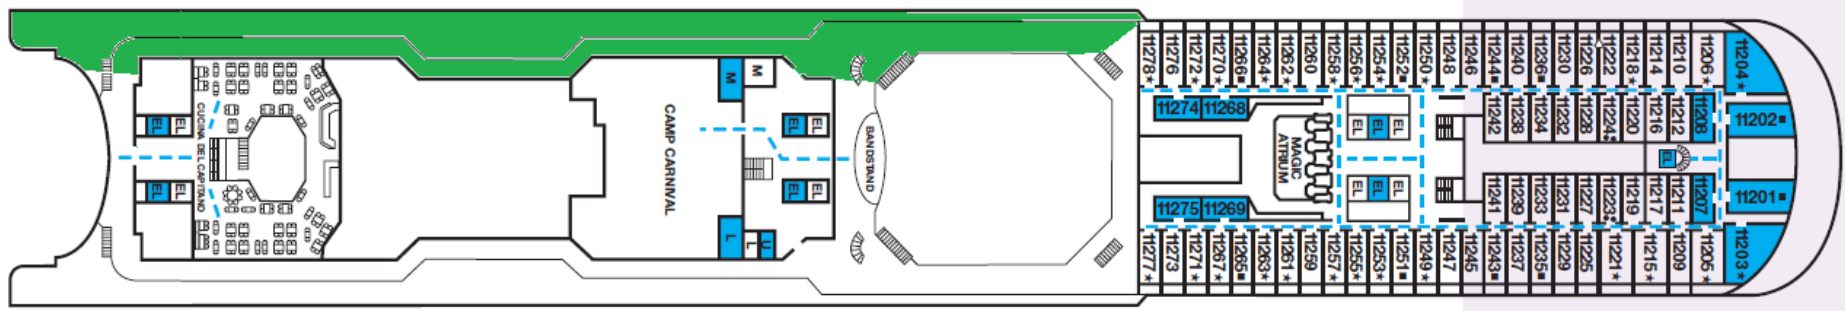 EL EL
EL EL
CUCINA DEL CAPITANO
CAMP CARNIVAL
M M
L L U
EL EL
EL EL
BANDSTAND
11278★ 11276 11272★ 11270★ 11266■ 11264★ 11262★ 11260 11258★ 11256★ 11254★ 11252■ 11250★ 11248 11246 11244■ 11240 11236■ 11230 11226 11222 11218★ 11214 11210 11206★ 11204★
11274 11268
EL EL EL
11242 11238 11234 11232 11228 11224 11220 11216 11212 11208
11202■
MAGIC
ATRIUM
EL
EL EL EL
11275 11269
11241 11239 11233 11231 11227 11223 11219 11217 11211 11207
11201■
11277★ 11273 11271★ 11267★ 11265■ 11263★ 11261★ 11259 11257★ 11255★ 11253★ 11251■ 11249★ 11247 11245 11243■ 11237 11235■ 11229 11225 11221★ 11215★ 11209 11205★ 11203★